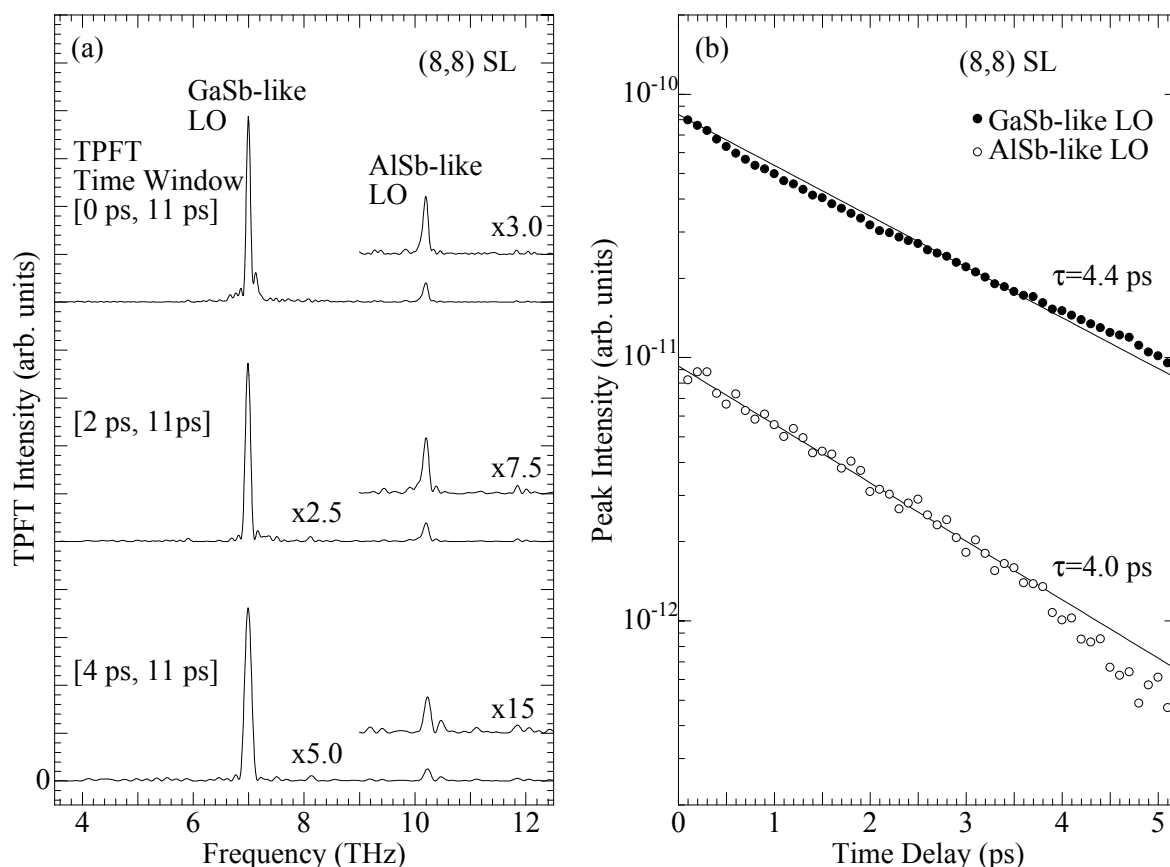 (a)
(8,8) SL
GaSb-like
LO
TPFT
Time Window
[0 ps, 11 ps]
AlSb-like
LO
x3.0
[2 ps, 11ps]
x7.5
x2.5
[4 ps, 11 ps]
x15
x5.0
0
4 6 8 10 12
Frequency (THz)
TPFT Intensity (arb. units)
(b)
(8,8) SL
GaSb-like LO
AlSb-like LO
10-10
τ=4.4 ps
10-11
τ=4.0 ps
10-12
0 1 2 3 4 5
Time Delay (ps)
Peak Intensity (arb. units)